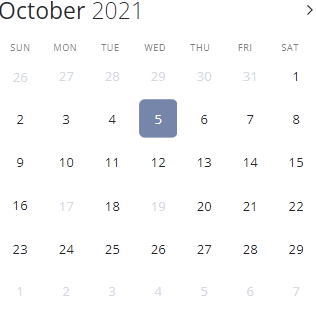 October 2021
SUN MON TUE WED THU FRI SAT
26 27 28 29 30 31 1
2 3 4 5 6 7 8
9 10 11 12 13 14 15
16 17 18 19 20 21 22
23 24 25 26 27 28 29
1 2 3 4 5 6 7